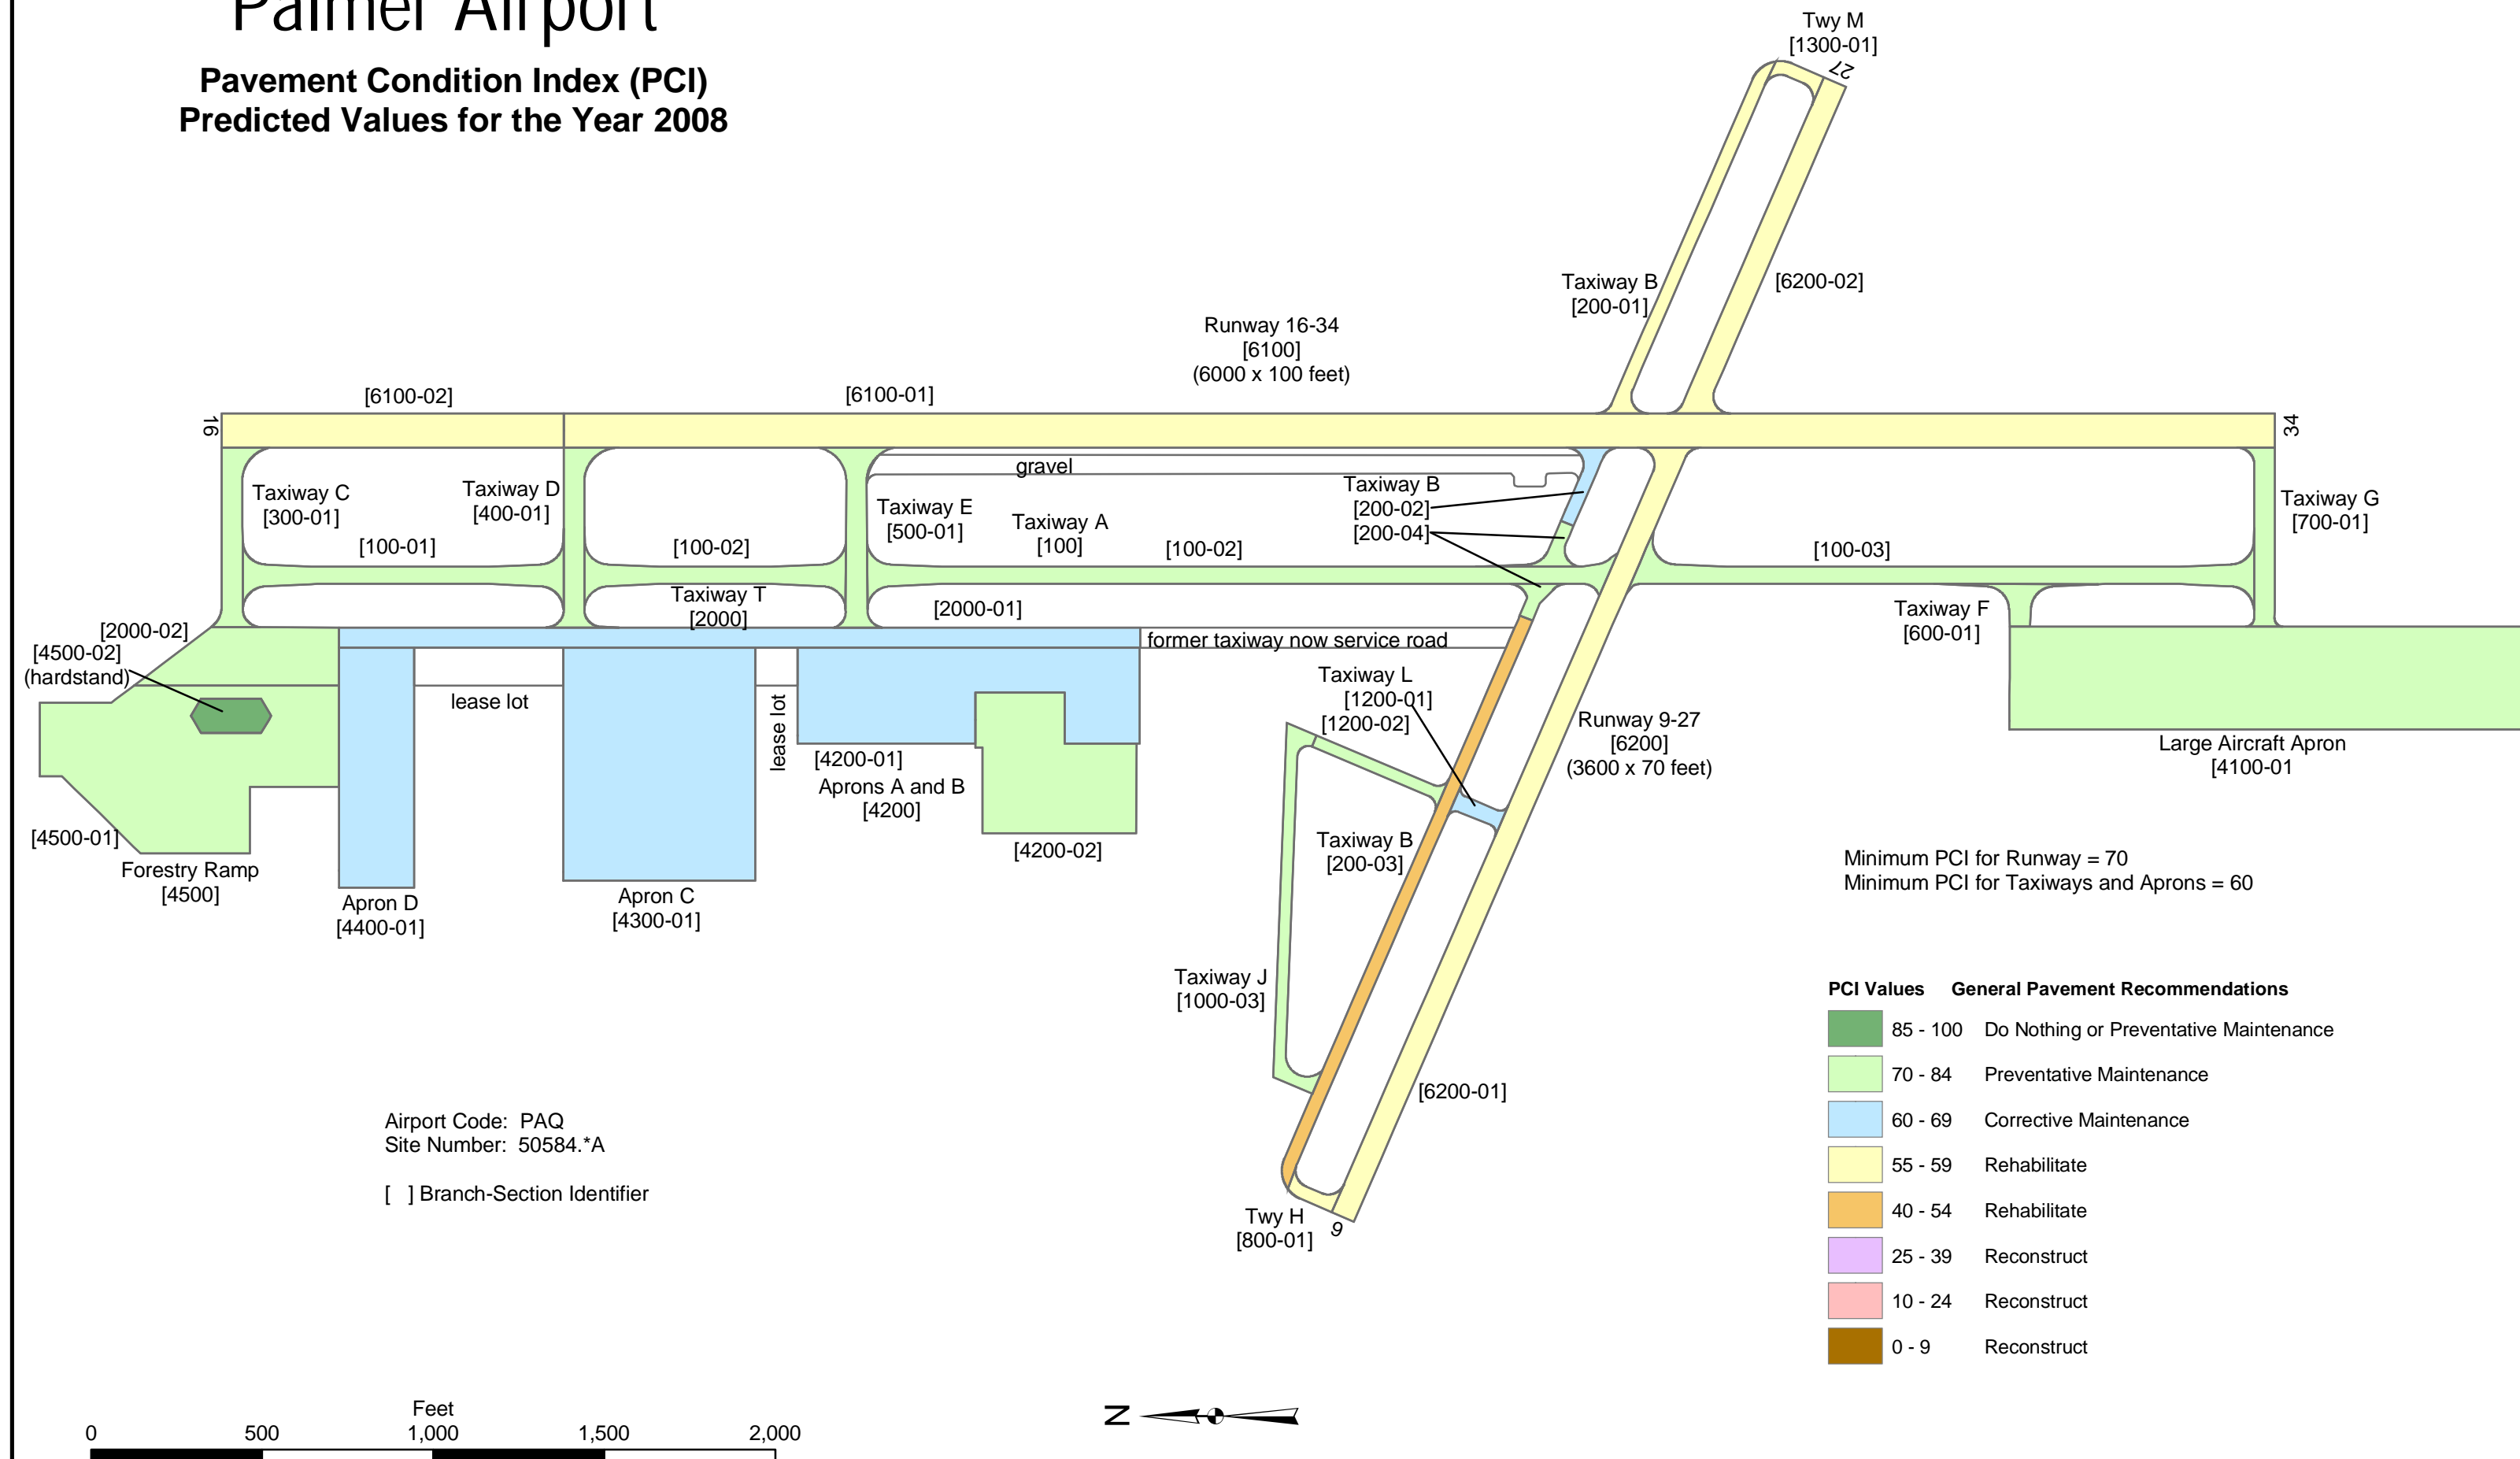 Palmer Airport
Pavement Condition Index (PCI)
Predicted Values for the Year 2008
Twy M
[1300-01]
27
Taxiway B
[200-01]
[6200-02]
Runway 16-34
[6100]
(6000 x 100 feet)
[6100-02]
[6100-01]
16
34
gravel
Taxiway C
[300-01]
Taxiway D
[400-01]
Taxiway E
[500-01]
Taxiway A
[100]
Taxiway B
[200-02]
[200-04]
Taxiway G
[700-01]
[100-01]
[100-02]
[100-02]
[100-03]
Taxiway T
[2000]
[2000-01]
Taxiway F
[600-01]
[2000-02]
[4500-02]
(hardstand)
former taxiway now service road
lease lot
lease lot
Taxiway L
[1200-01]
[1200-02]
Runway 9-27
[6200]
(3600 x 70 feet)
Large Aircraft Apron
[4100-01
[4200-01]
Aprons A and B
[4200]
[4200-02]
[4500-01]
Forestry Ramp
[4500]
Apron D
[4400-01]
Apron C
[4300-01]
Taxiway B
[200-03]
Minimum PCI for Runway = 70
Minimum PCI for Taxiways and Aprons = 60
Taxiway J
[1000-03]
[6200-01]
Twy H
[800-01]
9
PCI Values General Pavement Recommendations
85 - 100 Do Nothing or Preventative Maintenance
70 - 84 Preventative Maintenance
60 - 69 Corrective Maintenance
55 - 59 Rehabilitate
40 - 54 Rehabilitate
25 - 39 Reconstruct
10 - 24 Reconstruct
0 - 9 Reconstruct
Airport Code: PAQ
Site Number: 50584.*A
[ ] Branch-Section Identifier
Feet
0 500 1,000 1,500 2,000
N